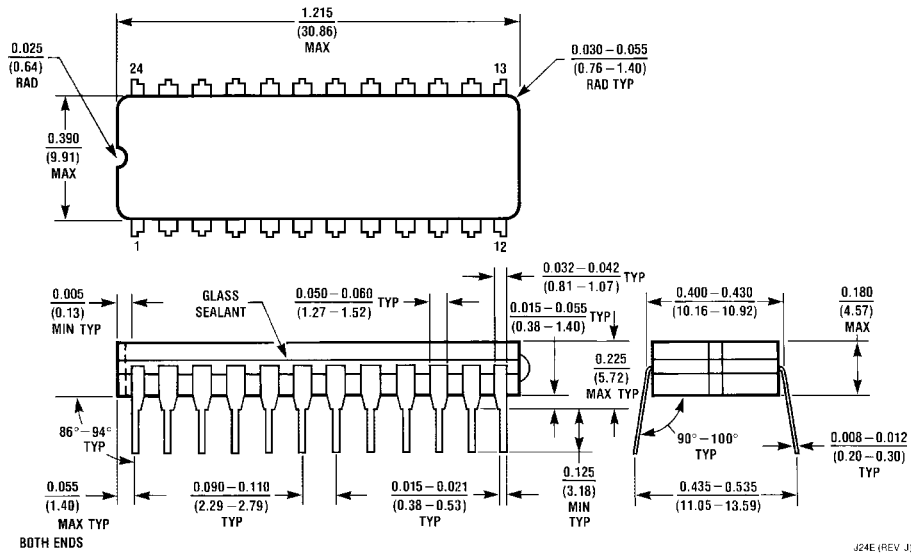 1.215
(30.86)
MAX
0.025
(0.64)
RAD
24
13
0.030–0.055
(0.76–1.40)
RAD TYP
0.390
(9.91)
MAX
1
12
0.005
(0.13)
MIN TYP
GLASS
SEALANT
0.050–0.060
(1.27–1.52)
TYP
0.032–0.042
(0.81–1.07)
TYP
0.015–0.055
(0.38–1.40)
TYP
0.400–0.430
(10.16–10.92)
0.180
(4.57)
MAX
0.225
(5.72)
MAX TYP
86°–94°
TYP
90°–100°
TYP
0.008–0.012
(0.20–0.30)
TYP
0.055
(1.40)
MAX TYP
BOTH ENDS
0.090–0.110
(2.29–2.79)
TYP
0.015–0.021
(0.38–0.53)
TYP
0.125
(3.18)
MIN
TYP
0.435–0.535
(11.05–13.59)
J24E (REV J)